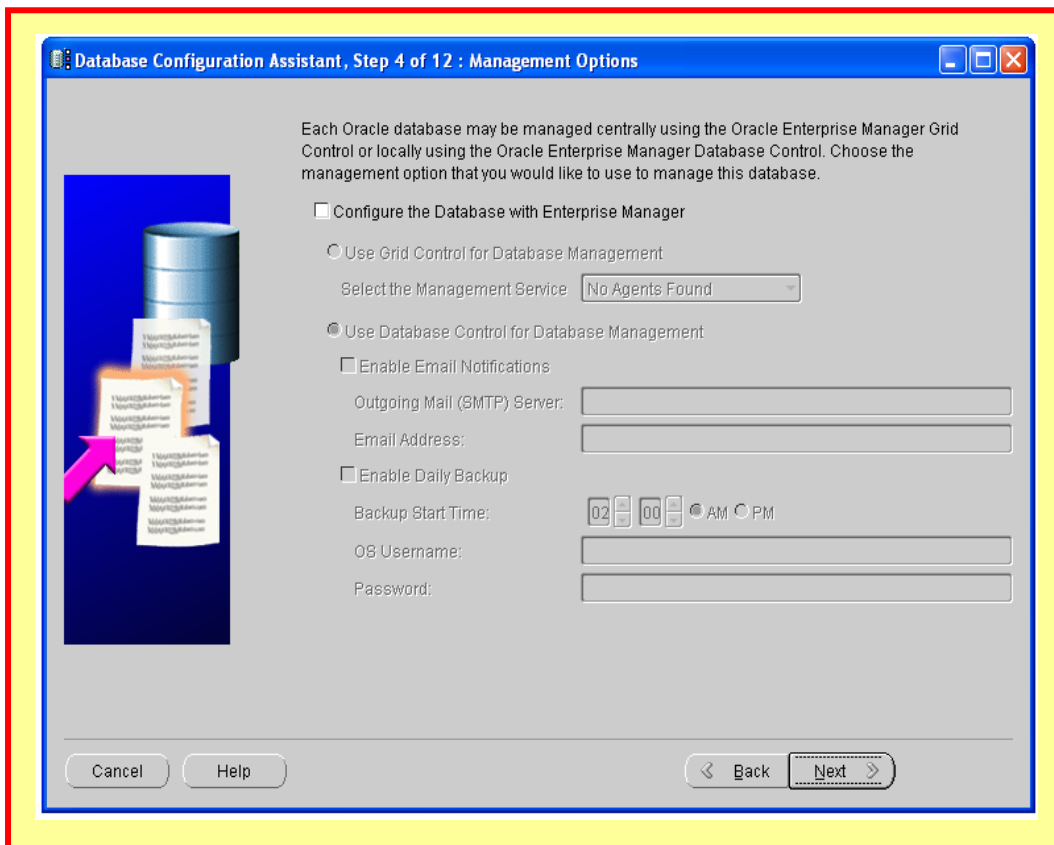 Database Configuration Assistant, Step 4 of 12 : Management Options
Each Oracle database may be managed centrally using the Oracle Enterprise Manager Grid
Control or locally using the Oracle Enterprise Manager Database Control. Choose the
management option that you would like to use to manage this database.
Configure the Database with Enterprise Manager
Use Grid Control for Database Management
Select the Management Service No Agents Found
Use Database Control for Database Management
Enable Email Notifications
Outgoing Mail (SMTP) Server:
Email Address:
Enable Daily Backup
Backup Start Time: 02 00 AM PM
OS Username:
Password:
Cancel Help Back Next